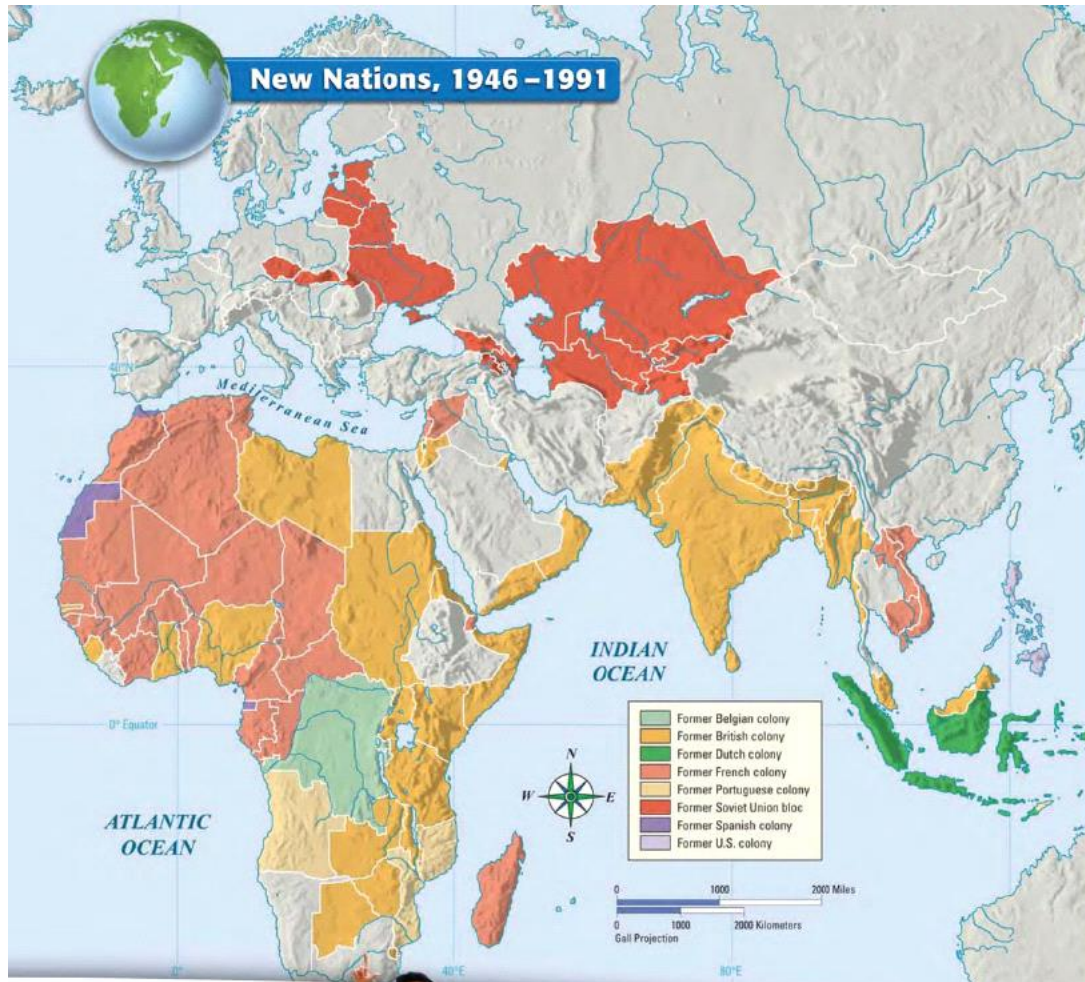 New Nations, 1946–1991
40°N
Mediterranean Sea
INDIAN
OCEAN
0° Equator
ATLANTIC
OCEAN
N
W
E
S
Former Belgian colony
Former British colony
Former Dutch colony
Former French colony
Former Portuguese colony
Former Soviet Union bloc
Former Spanish colony
Former U.S. colony
0 1000 2000 Miles
0 1000 2000 Kilometers
Gall Projection
0°
40°E
80°E